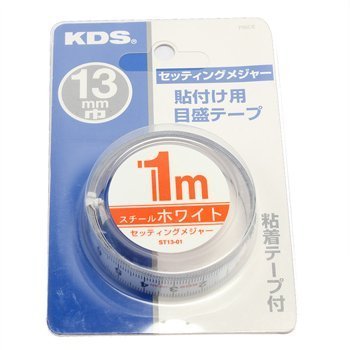 KDS®
13
mm
巾
セッティングメジャー
貼付け用
目盛テープ
1m
スチールホワイト
セッティングメジャー
ST13-01
粘着テープ付